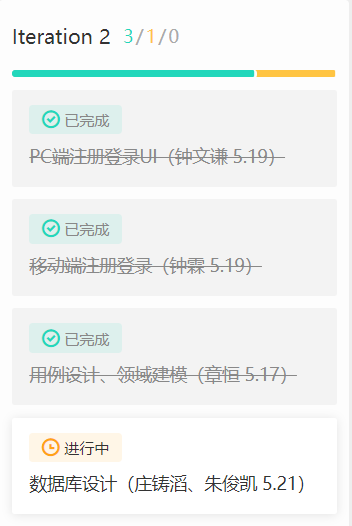 Iteration 2 3/1/0
已完成
PC端注册登录UI（钟文谦 5.19）
已完成
移动端注册登录（钟霖 5.19）
已完成
用例设计、领域建模（章恒 5.17）
进行中
数据库设计（庄铸滔、朱俊凯 5.21）